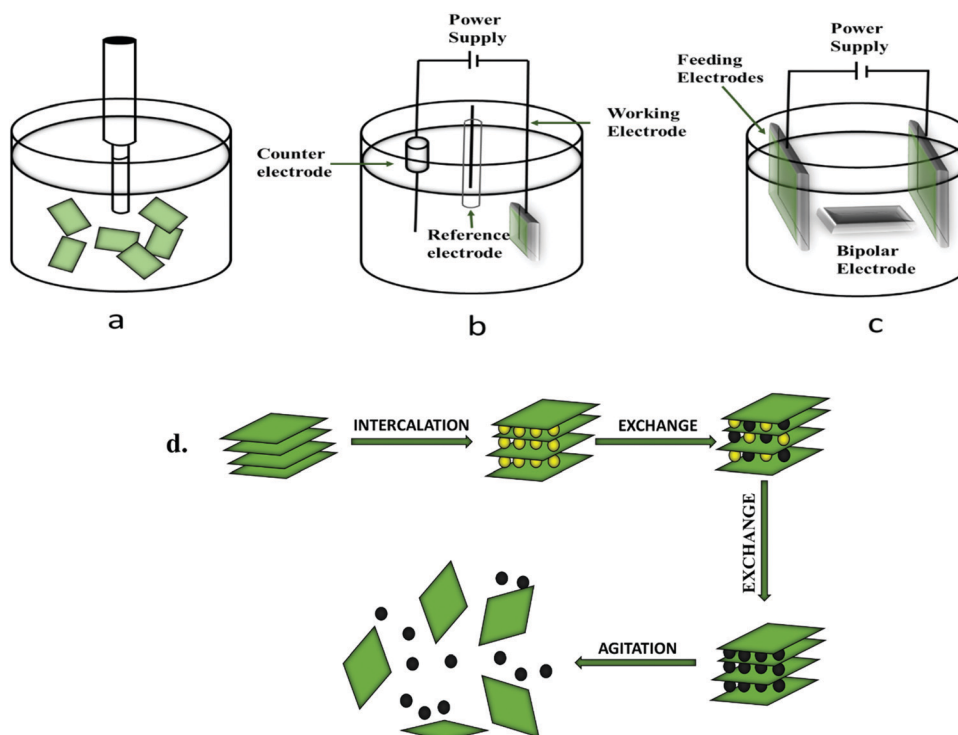 Power
Supply
Counter
electrode
Working
Electrode
Reference
electrode
Power
Supply
Feeding
Electrodes
Bipolar
Electrode
a
b
c
d.
INTERCALATION
EXCHANGE
EXCHANGE
AGITATION